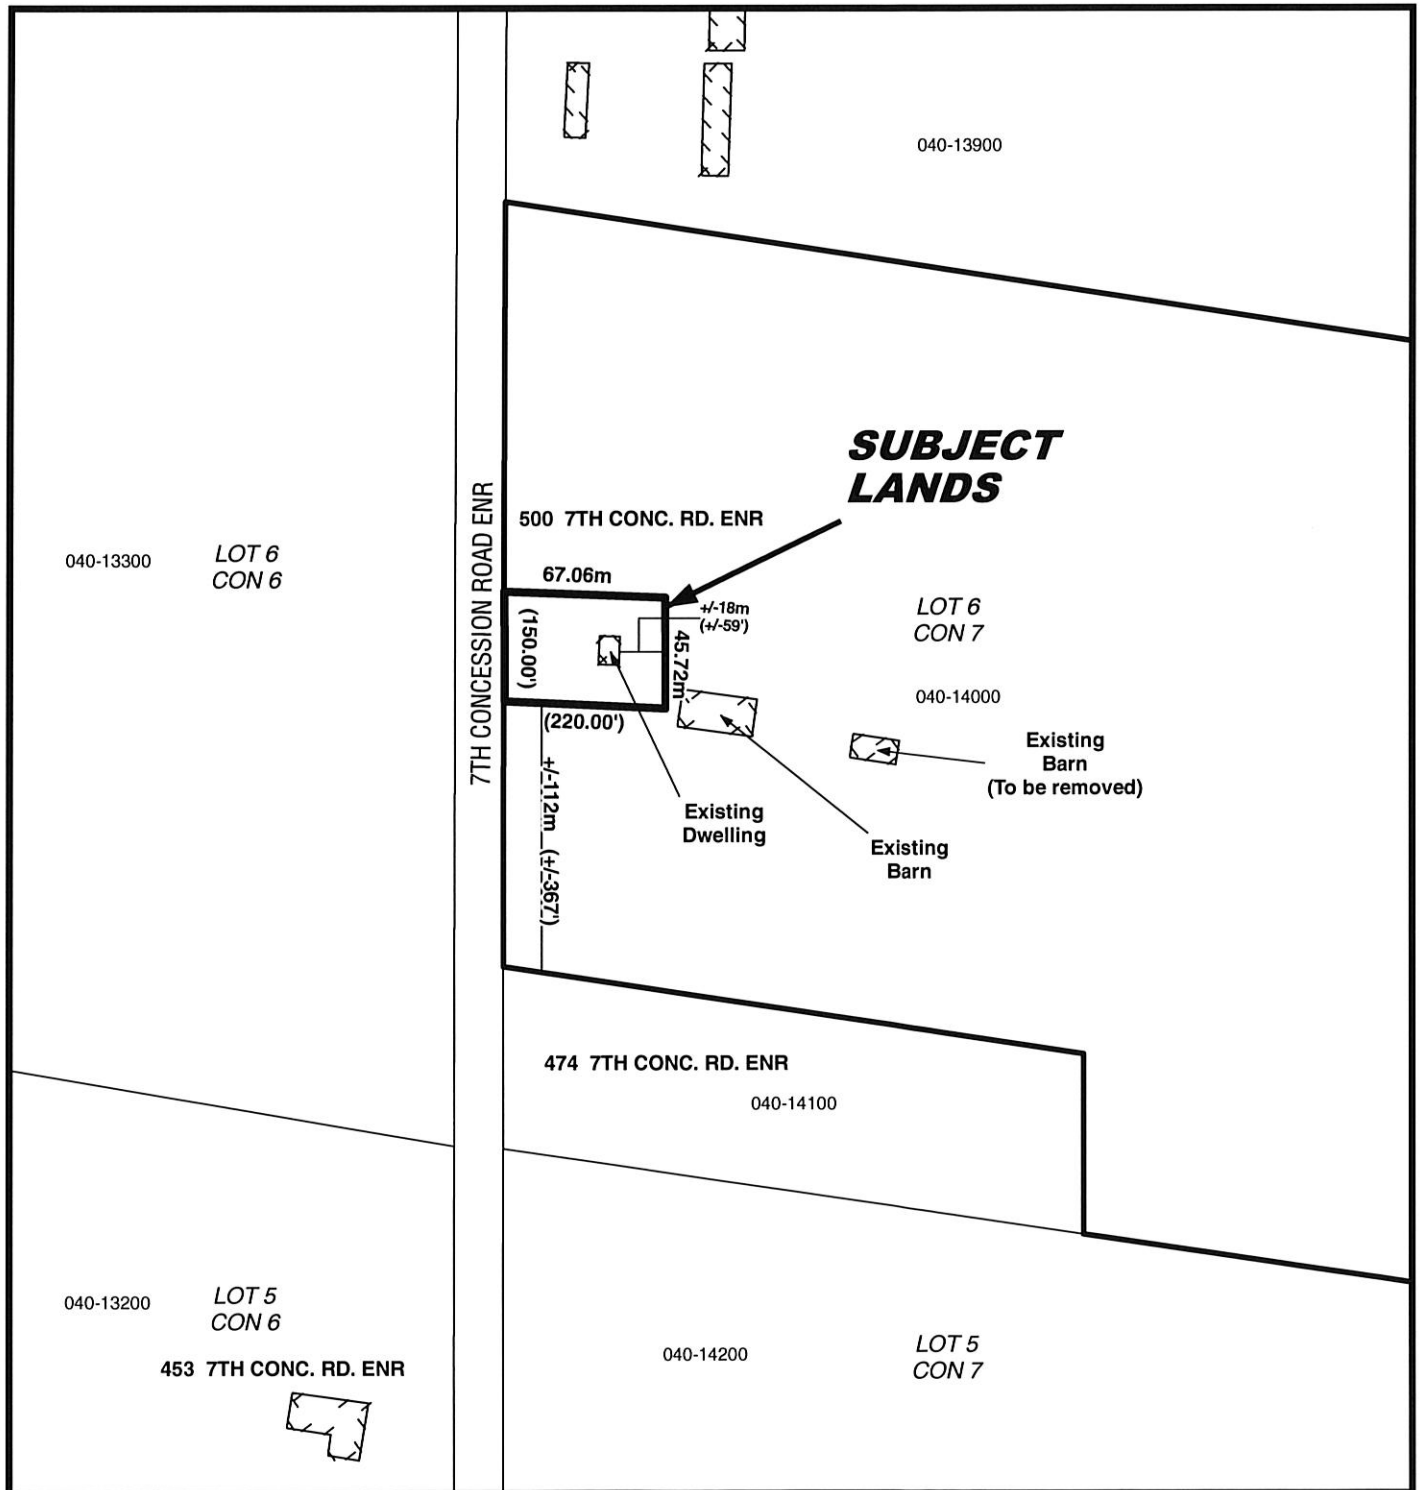 040-13900
SUBJECT
LANDS
7TH CONCESSION ROAD ENR
500 7TH CONC. RD. ENR
040-13300
LOT 6
CON 6
67.06m
+/-18m
(+/-59')
LOT 6
CON 7
(150.00')
45.72m
040-14000
(220.00')
Existing
Barn
(To be removed)
+/-112m (+/-367')
Existing
Dwelling
Existing
Barn
474 7TH CONC. RD. ENR
040-14100
040-13200
LOT 5
CON 6
453 7TH CONC. RD. ENR
040-14200
LOT 5
CON 7